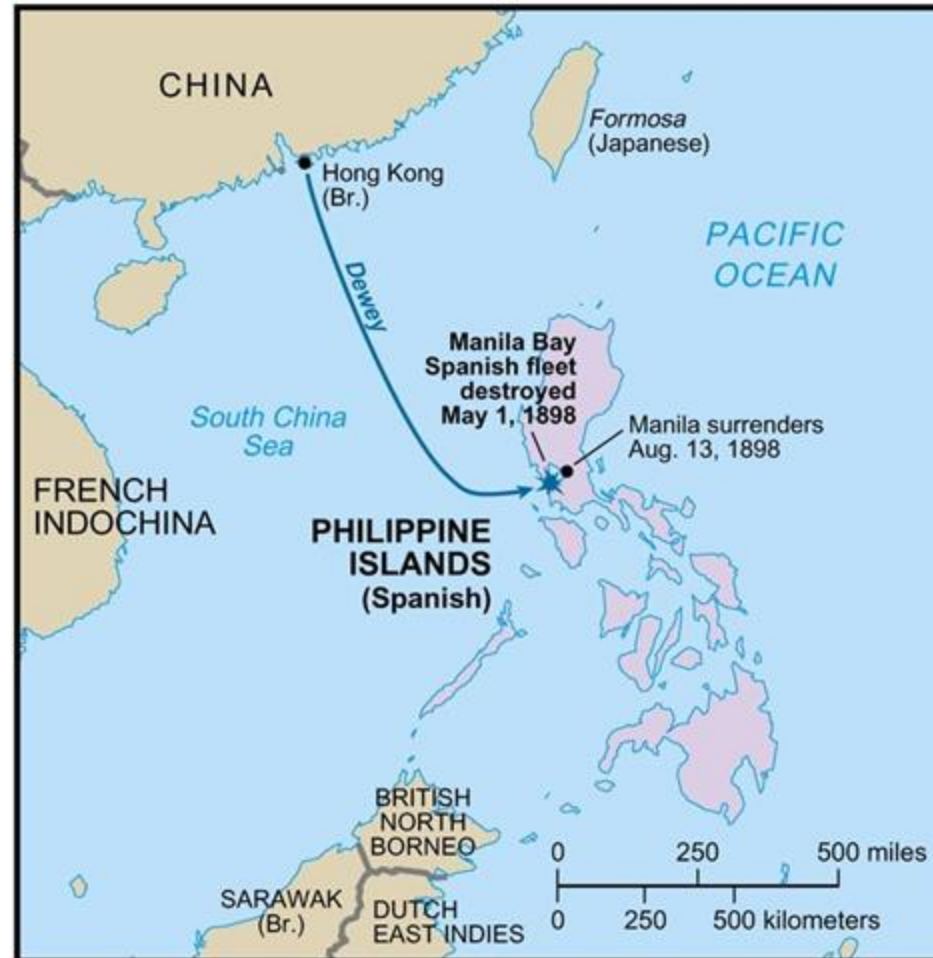 CHINA
Formosa
(Japanese)
Hong Kong
(Br.)
PACIFIC
OCEAN
Dewey
Manila Bay
Spanish fleet
destroyed
May 1, 1898
South China
Sea
Manila surrenders
Aug. 13, 1898
FRENCH
INDOCHINA
PHILIPPINE
ISLANDS
(Spanish)
BRITISH
NORTH
BORNEO
SARAWAK
(Br.)
DUTCH
EAST INDIES
0 250 500 miles
0 250 500 kilometers